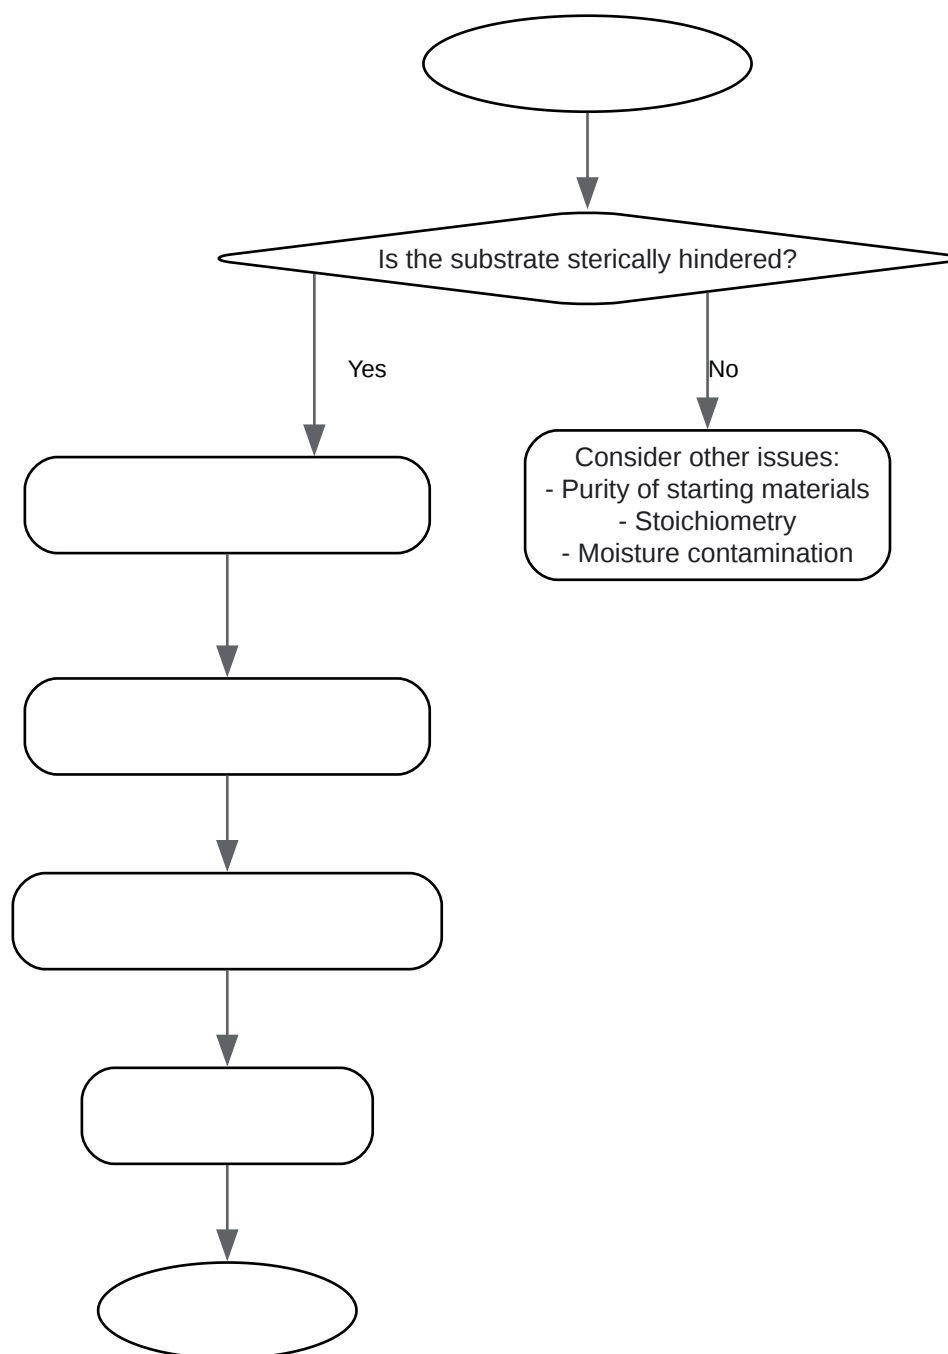 Is the substrate sterically hindered?
Yes
No
Consider other issues:
- Purity of starting materials
- Stoichiometry
- Moisture contamination